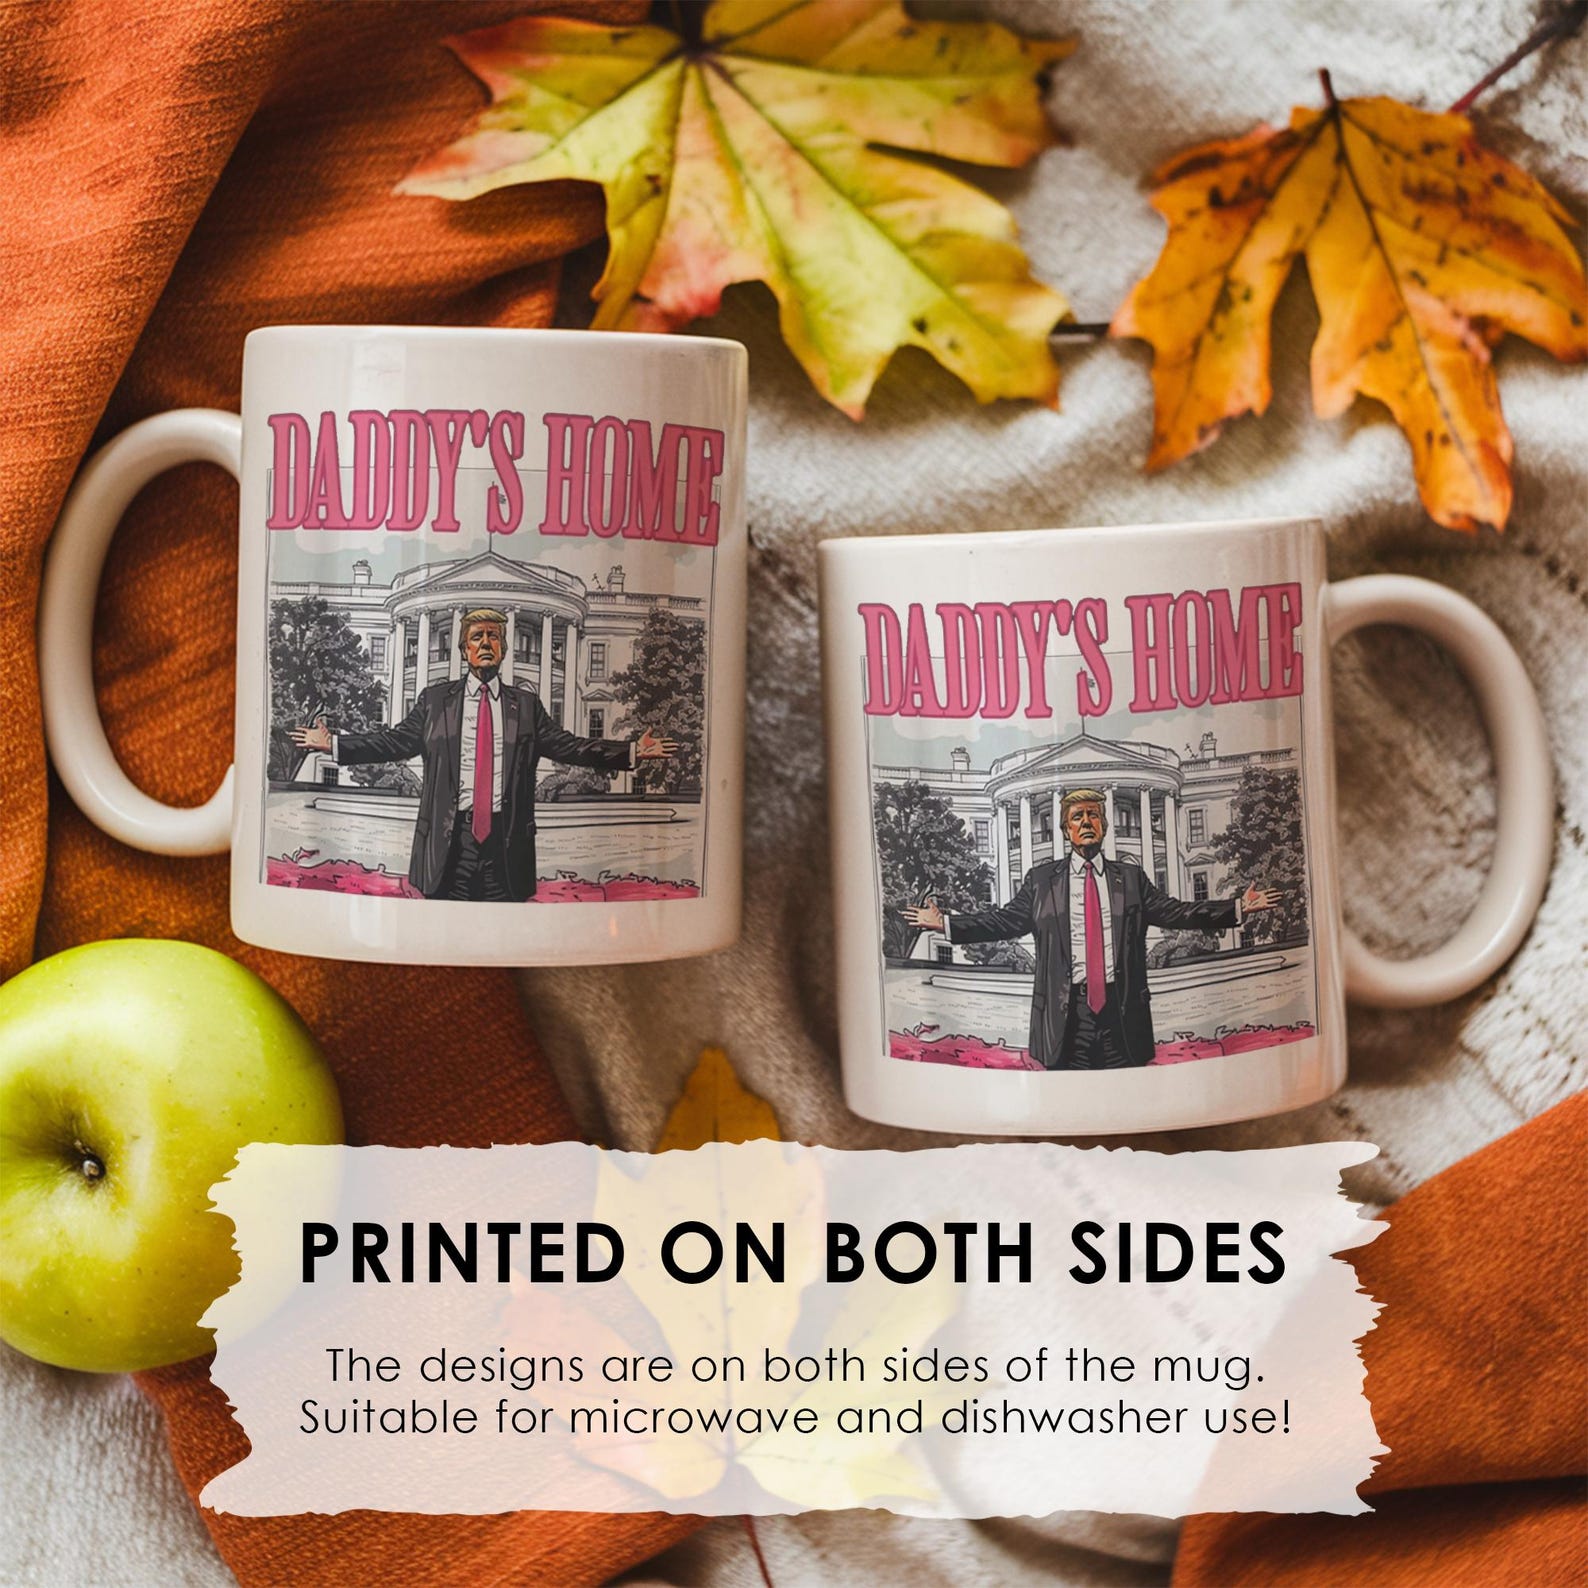 DADDY'S HOME
DADDY'S HOME
PRINTED ON BOTH SIDES
The designs are on both sides of the mug.
Suitable for microwave and dishwasher use!